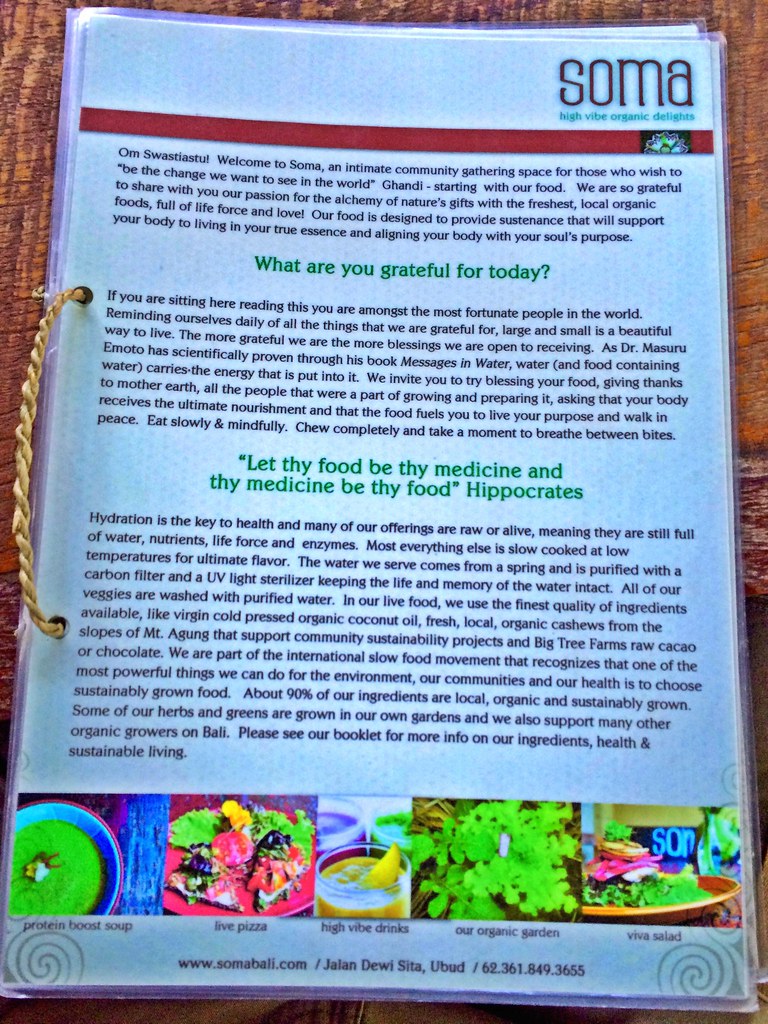 soma
high vibe organic delights
Om Swastiastu! Welcome to Soma, an intimate community gathering space for those who wish to
"be the change we want to see in the world" Ghandi - starting with our food. We are so grateful
to share with you our passion for the alchemy of nature's gifts with the freshest, local organic
foods, full of life force and love! Our food is designed to provide sustenance that will support
your body to living in your true essence and aligning your body with your soul's purpose.
What are you grateful for today?
If you are sitting here reading this you are amongst the most fortunate people in the world.
Reminding ourselves daily of all the things that we are grateful for, large and small is a beautiful
way to live. The more grateful we are the more blessings we are open to receiving. As Dr. Masuru
Emoto has scientifically proven through his book Messages in Water, water (and food containing
water) carries the energy that is put into it. We invite you to try blessing your food, giving thanks
to mother earth, all the people that were a part of growing and preparing it, asking that your body
receives the ultimate nourishment and that the food fuels you to live your purpose and walk in
peace. Eat slowly & mindfully. Chew completely and take a moment to breathe between bites.
"Let thy food be thy medicine and
thy medicine be thy food" Hippocrates
Hydration is the key to health and many of our offerings are raw or alive, meaning they are still full
of water, nutrients, life force and enzymes. Most everything else is slow cooked at low
temperatures for ultimate flavor. The water we serve comes from a spring and is purified with a
carbon filter and a UV light sterilizer keeping the life and memory of the water intact. All of our
veggies are washed with purified water. In our live food, we use the finest quality of ingredients
available, like virgin cold pressed organic coconut oil, fresh, local, organic cashews from the
slopes of Mt. Agung that support community sustainability projects and Big Tree Farms raw cacao
or chocolate. We are part of the international slow food movement that recognizes that one of the
most powerful things we can do for the environment, our communities and our health is to choose
sustainably grown food. About 90% of our ingredients are local, organic and sustainably grown.
Some of our herbs and greens are grown in our own gardens and we also support many other
organic growers on Bali. Please see our booklet for more info on our ingredients, health &
sustainable living.
som
protein boost soup live pizza high vibe drinks our organic garden viva salad
www.somabali.com / Jalan Dewi Sita, Ubud / 62.361.849.3655